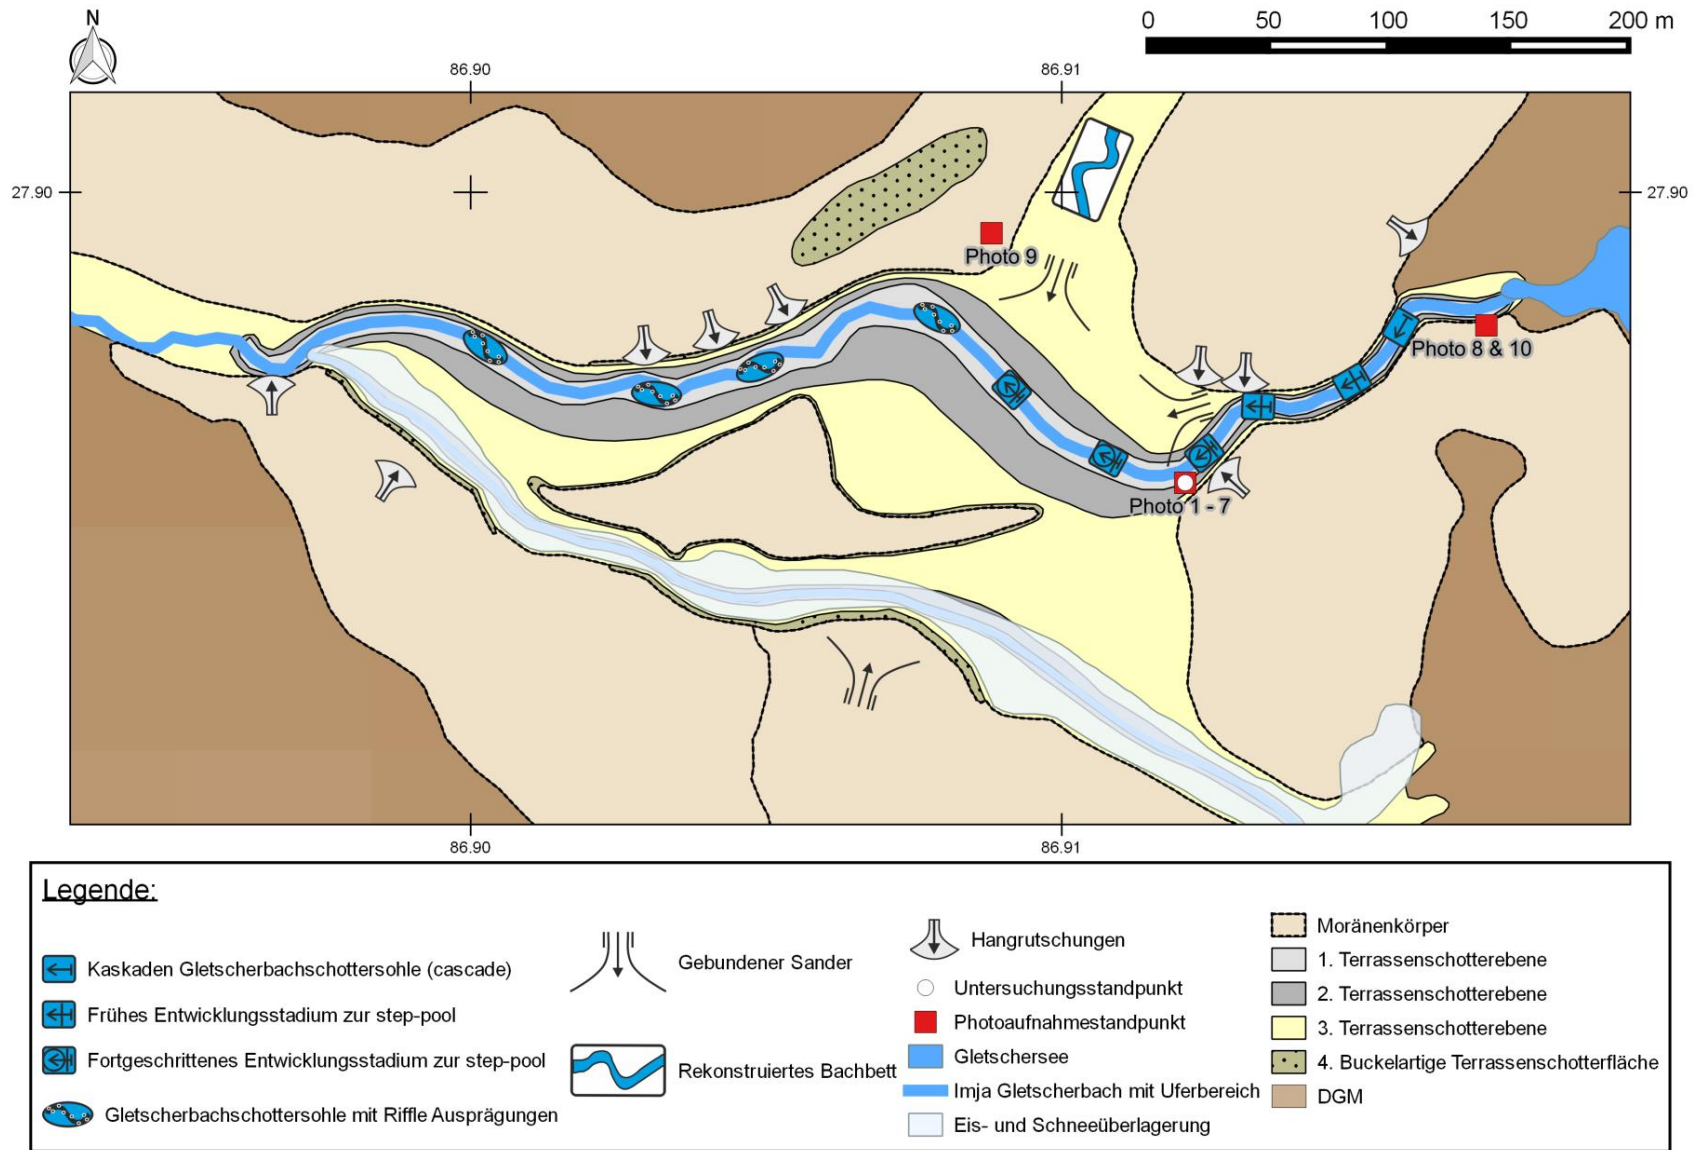 N
0 50 100 150 200 m
86.90 86.91
27.90 27.90
Photo 9
Photo 8 & 10
Photo 1 - 7
86.90 86.91
Legende:
Kaskaden Gletscherbachschottersohle (cascade)
Frühes Entwicklungsstadium zur step-pool
Fortgeschrittenes Entwicklungsstadium zur step-pool
Gletscherbachschottersohle mit Riffle Ausprägungen
Gebundener Sander
Rekonstruiertes Bachbett
Hangrutschungen
Untersuchungsstandpunkt
Photoaufnahmestandpunkt
Gletschersee
Imja Gletscherbach mit Uferbereich
Eis- und Schneeüberlagerung
Moränenkörper
1. Terrassenschotterebene
2. Terrassenschotterebene
3. Terrassenschotterebene
4. Buckelartige Terrassenschotterfläche
DGM